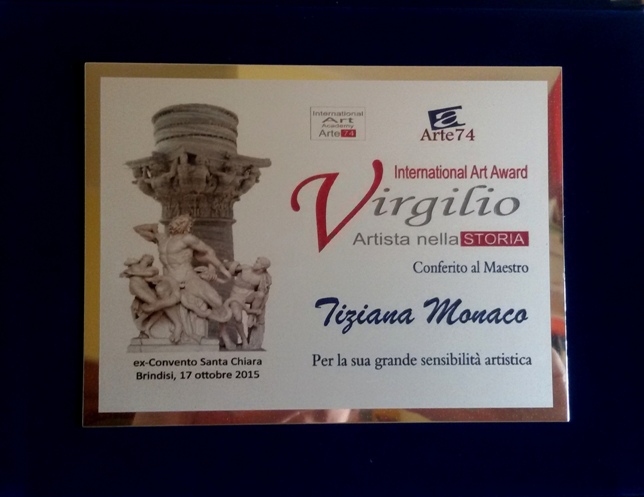 International
Art
Academy
Arte74
Arte74
International Art Award
Virgilio
Artista nella STORIA
Conferito al Maestro
Tiziana Monaco
Per la sua grande sensibilità artistica
ex-Convento Santa Chiara
Brindisi, 17 ottobre 2015